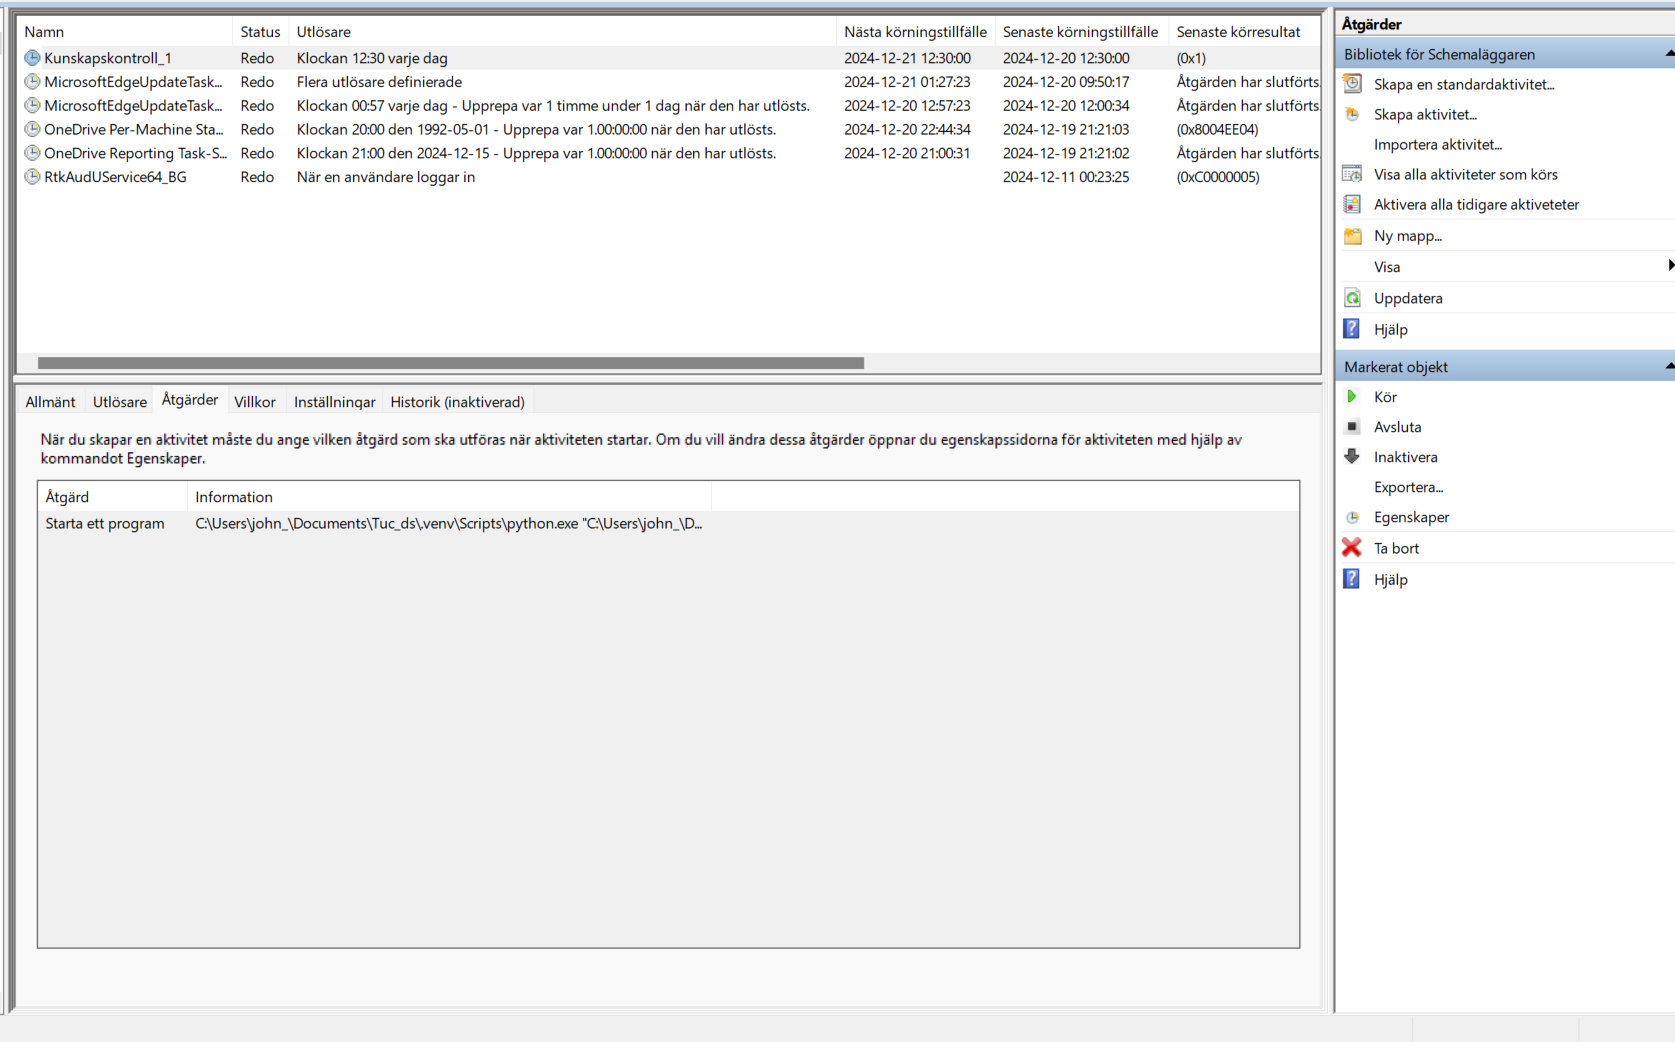 Namn Status Utlösare Nästa körningstillfälle Senaste körningstillfälle Senaste körresultat
Kunskapskontroll_1 Redo Klockan 12:30 varje dag 2024-12-21 12:30:00 2024-12-20 12:30:00 (0x1)
MicrosoftEdgeUpdateTask... Redo Flera utlösare definierade 2024-12-21 01:27:23 2024-12-20 09:50:17 Åtgärden har slutförts.
MicrosoftEdgeUpdateTask... Redo Klockan 00:57 varje dag - Upprepa var 1 timme under 1 dag när den har utlösts. 2024-12-20 12:57:23 2024-12-20 12:00:34 Åtgärden har slutförts
OneDrive Per-Machine Sta... Redo Klockan 20:00 den 1992-05-01 - Upprepa var 1.00:00:00 när den har utlösts. 2024-12-20 22:44:34 2024-12-19 21:21:03 (0x8004EE04)
OneDrive Reporting Task-S... Redo Klockan 21:00 den 2024-12-15 - Upprepa var 1.00:00:00 när den har utlösts. 2024-12-20 21:00:31 2024-12-19 21:21:02 Åtgärden har slutförts.
RtkAudUService64_BG Redo När en användare loggar in 2024-12-11 00:23:25 (0xC0000005)
Allmänt Utlösare Åtgärder Villkor Inställningar Historik (inaktiverad)
När du skapar en aktivitet måste du ange vilken åtgärd som ska utföras när aktiviteten startar. Om du vill ändra dessa åtgärder öppnar du egenskapssidorna för aktiviteten med hjälp av
kommandot Egenskaper.
Åtgärd Information
Starta ett program C:\Users\john_\Documents\Tuc_ds\.venv\Scripts\python.exe "C:\Users\john_\D...
Åtgärder
Bibliotek för Schemaläggaren
Skapa en standardaktivitet...
Skapa aktivitet...
Importera aktivitet...
Visa alla aktiviteter som körs
Aktivera alla tidigare aktiveteter
Ny mapp...
Visa
Uppdatera
Hjälp
Markerat objekt
Kör
Avsluta
Inaktivera
Exportera...
Egenskaper
Ta bort
Hjälp